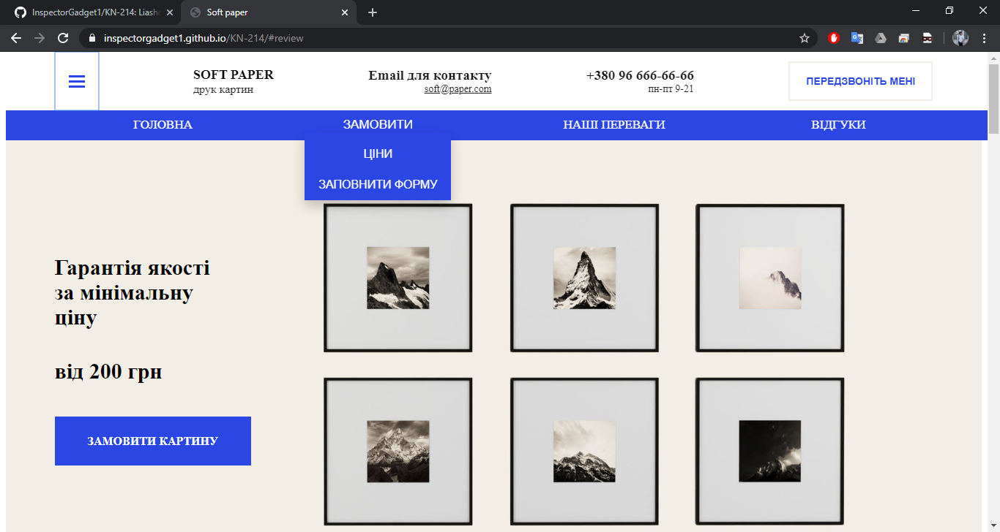 InspectorGadget1/KN-214: Liasho
Soft paper
inspectorgadget1.github.io/KN-214/#review
SOFT PAPER
друк картин
Email для контакту
soft@paper.com
+380 96 666-66-66
пн-пт 9-21
ПЕРЕДЗВОНІТЬ МЕНІ
ГОЛОВНА
ЗАМОВИТИ
НАШІ ПЕРЕВАГИ
ВІДГУКИ
ЦІНИ
ЗАПОВНИТИ ФОРМУ
Гарантія якості
за мінімальну
ціну
від 200 грн
ЗАМОВИТИ КАРТИНУ